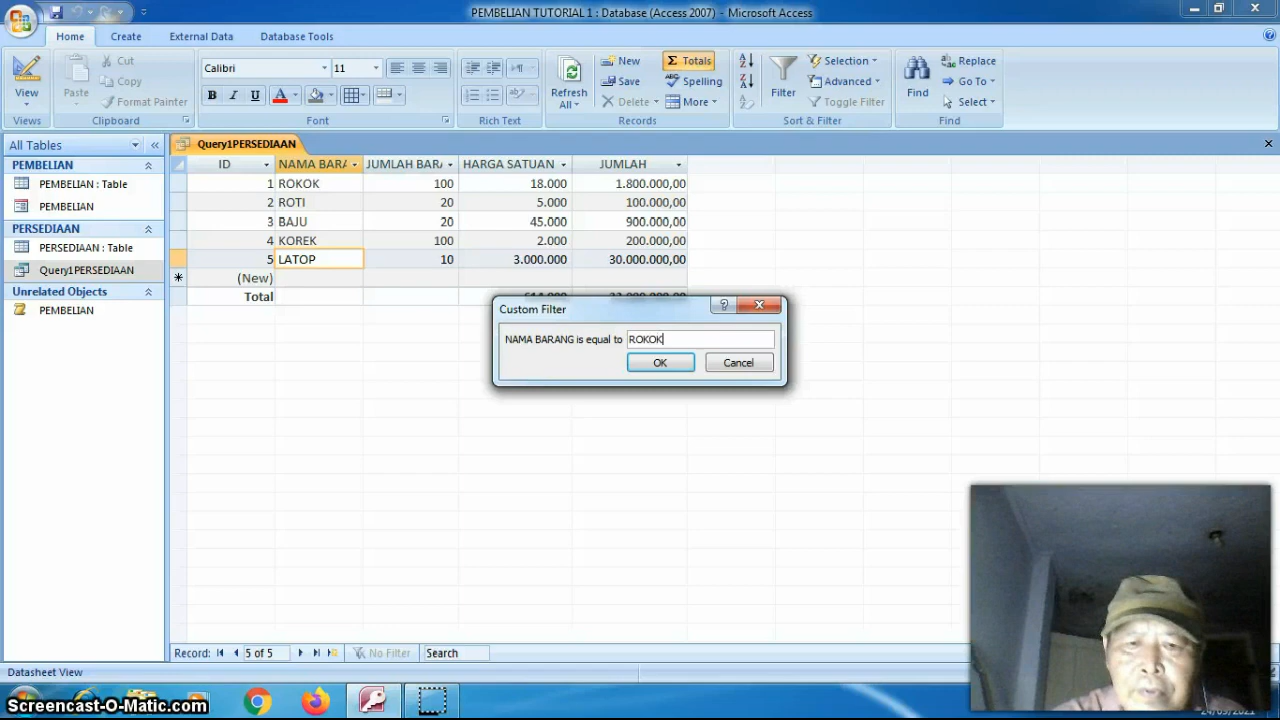 PEMBELIAN TUTORIAL 1 : Database (Access 2007) - Microsoft Access
Home Create External Data Database Tools
View
Views
Paste
Cut
Copy
Format Painter
Clipboard
Calibri 11
B I U A
Font
Rich Text
Refresh All
New
Save
Delete
Σ Totals
Spelling
More
Records
Filter
Selection
Advanced
Toggle Filter
Sort & Filter
Find
Replace
Go To
Select
Find
All Tables
PEMBELIAN
PEMBELIAN : Table
PEMBELIAN
PERSEDIAAN
PERSEDIAAN : Table
Query1PERSEDIAAN
Unrelated Objects
PEMBELIAN
Query1PERSEDIAAN
ID NAMA BARA JUMLAH BARA HARGA SATUAN JUMLAH
1 ROKOK 100 18.000 1.800.000,00
2 ROTI 20 5.000 100.000,00
3 BAJU 20 45.000 900.000,00
4 KOREK 100 2.000 200.000,00
5 LATOP 10 3.000.000 30.000.000,00
(New)
Total
Custom Filter
NAMA BARANG is equal to ROKOK
OK Cancel
Record: 5 of 5 No Filter Search
Datasheet View
Screencast-O-Matic.com